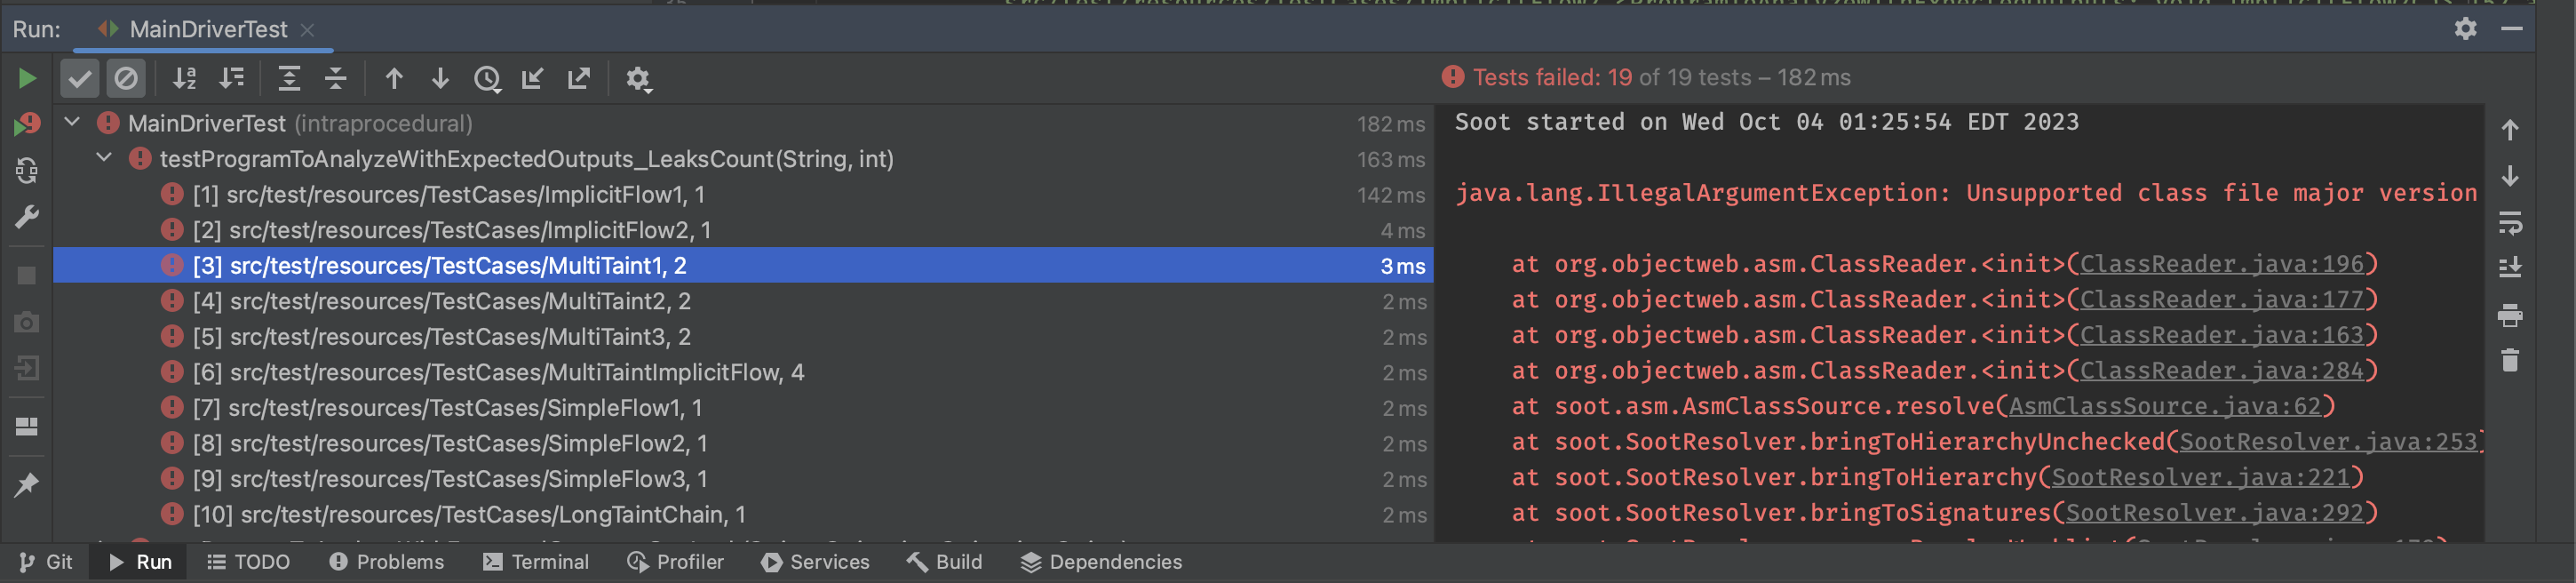 Run: MainDriverTest
Tests failed: 19 of 19 tests – 182 ms
MainDriverTest (intraprocedural) 182 ms
testProgramToAnalyzeWithExpectedOutputs_LeaksCount(String, int) 163 ms
[1] src/test/resources/TestCases/ImplicitFlow1, 1 142 ms
[2] src/test/resources/TestCases/ImplicitFlow2, 1 4 ms
[3] src/test/resources/TestCases/MultiTaint1, 2 3 ms
[4] src/test/resources/TestCases/MultiTaint2, 2 2 ms
[5] src/test/resources/TestCases/MultiTaint3, 2 2 ms
[6] src/test/resources/TestCases/MultiTaintImplicitFlow, 4 2 ms
[7] src/test/resources/TestCases/SimpleFlow1, 1 2 ms
[8] src/test/resources/TestCases/SimpleFlow2, 1 2 ms
[9] src/test/resources/TestCases/SimpleFlow3, 1 2 ms
[10] src/test/resources/TestCases/LongTaintChain, 1 2 ms
Soot started on Wed Oct 04 01:25:54 EDT 2023
java.lang.IllegalArgumentException: Unsupported class file major version
at org.objectweb.asm.ClassReader.<init>(ClassReader.java:196)
at org.objectweb.asm.ClassReader.<init>(ClassReader.java:177)
at org.objectweb.asm.ClassReader.<init>(ClassReader.java:163)
at org.objectweb.asm.ClassReader.<init>(ClassReader.java:284)
at soot.asm.AsmClassSource.resolve(AsmClassSource.java:62)
at soot.SootResolver.bringToHierarchyUnchecked(SootResolver.java:253)
at soot.SootResolver.bringToHierarchy(SootResolver.java:221)
at soot.SootResolver.bringToSignatures(SootResolver.java:292)
Git Run TODO Problems Terminal Profiler Services Build Dependencies